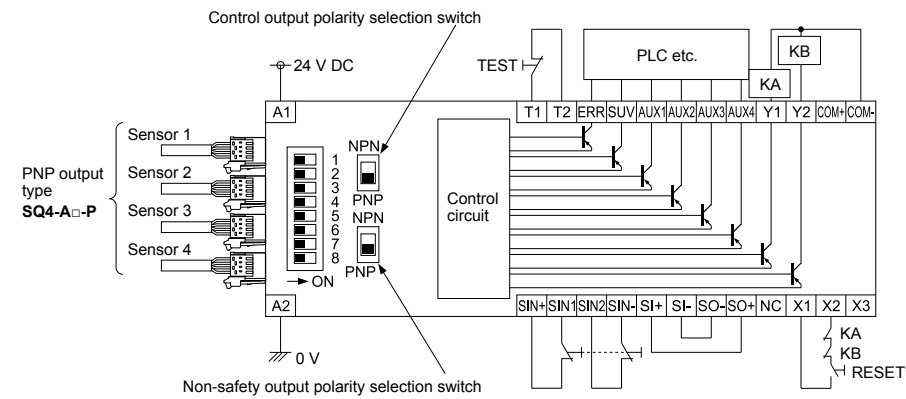 Control output polarity selection switch
24 V DC
TEST
PLC etc.
KA
KB
A1
T1 T2 ERR SUV AUX1 AUX2 AUX3 AUX4 Y1 Y2 COM+ COM-
PNP output
type
SQ4-A□-P
Sensor 1
Sensor 2
Sensor 3
Sensor 4
1
2
3
4
5
6
7
8
→ ON
NPN
PNP
NPN
PNP
Control
circuit
A2
SIN+ SIN1 SIN2 SIN- SI+ SI- SO- SO+ NC X1 X2 X3
0 V
KA
KB
RESET
Non-safety output polarity selection switch